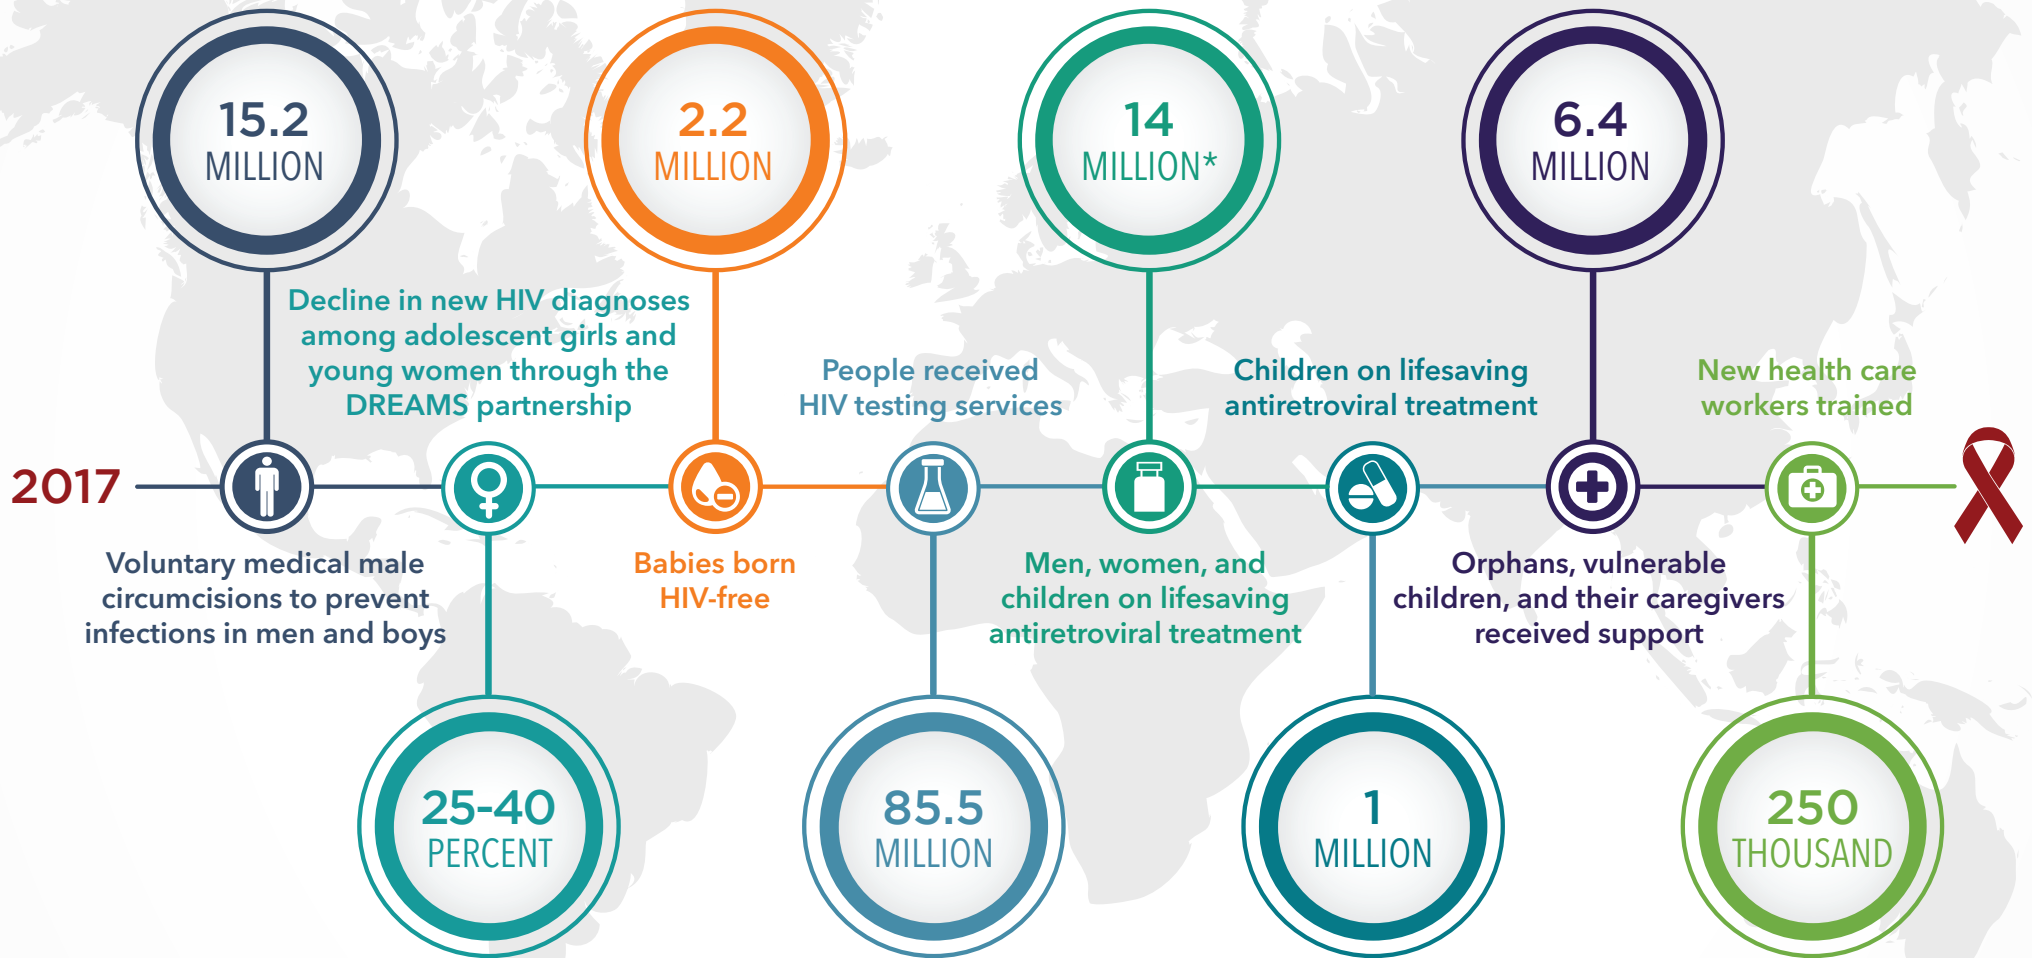 2017
15.2
MILLION
Voluntary medical male
circumcisions to prevent
infections in men and boys
Decline in new HIV diagnoses
among adolescent girls and
young women through the
DREAMS partnership
25-40
PERCENT
2.2
MILLION
Babies born
HIV-free
People received
HIV testing services
85.5
MILLION
14
MILLION*
Men, women, and
children on lifesaving
antiretroviral treatment
Children on lifesaving
antiretroviral treatment
1
MILLION
6.4
MILLION
Orphans, vulnerable
children, and their caregivers
received support
New health care
workers trained
250
THOUSAND